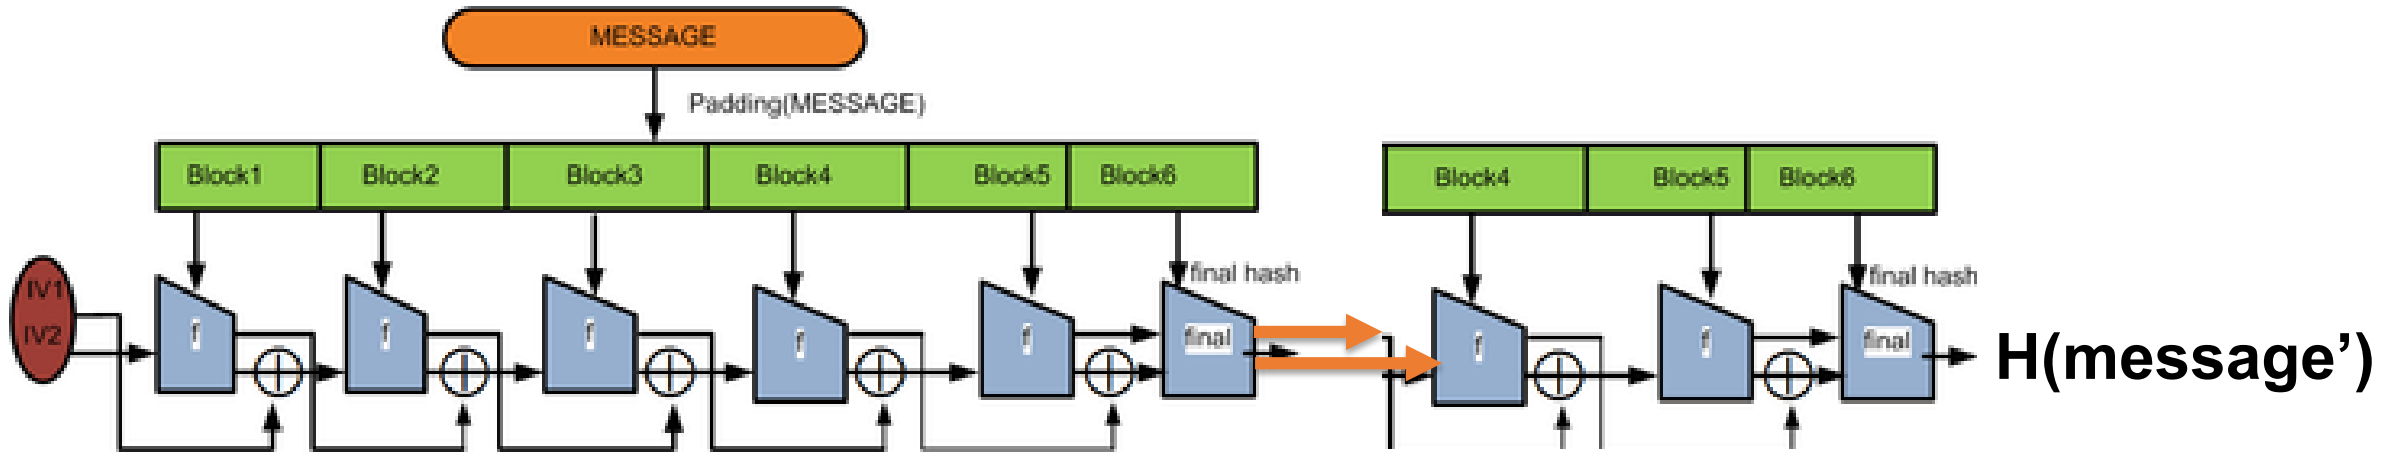 MESSAGE
Padding(MESSAGE)
Block1 Block2 Block3 Block4 Block5 Block6
Block4 Block5 Block6
final hash
final hash
IV1
IV2
f f f f f final
f f final
H(message’)